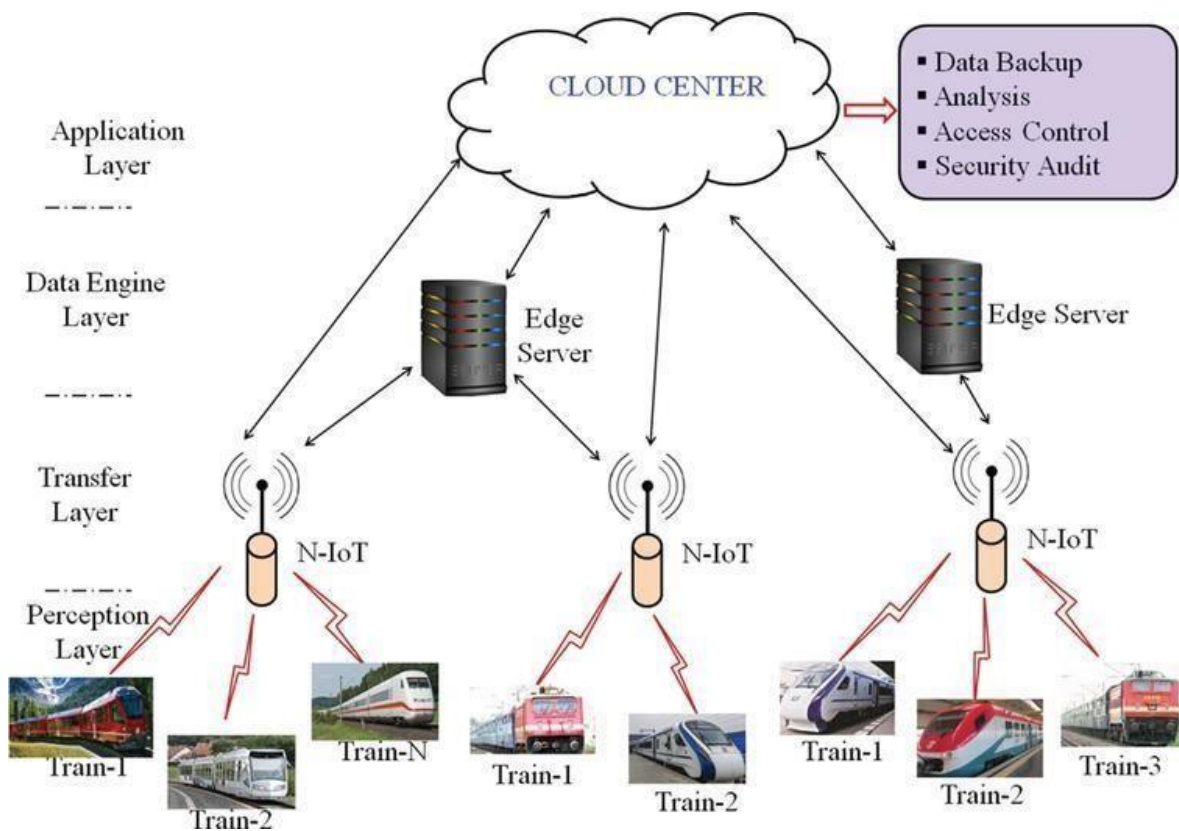 CLOUD CENTER
▪ Data Backup
▪ Analysis
▪ Access Control
▪ Security Audit
Application
Layer
Data Engine
Layer
Edge
Server
Edge Server
Transfer
Layer
N-IoT
N-IoT
N-IoT
Perception
Layer
Train-1
Train-2
Train-N
Train-1
Train-2
Train-1
Train-2
Train-3